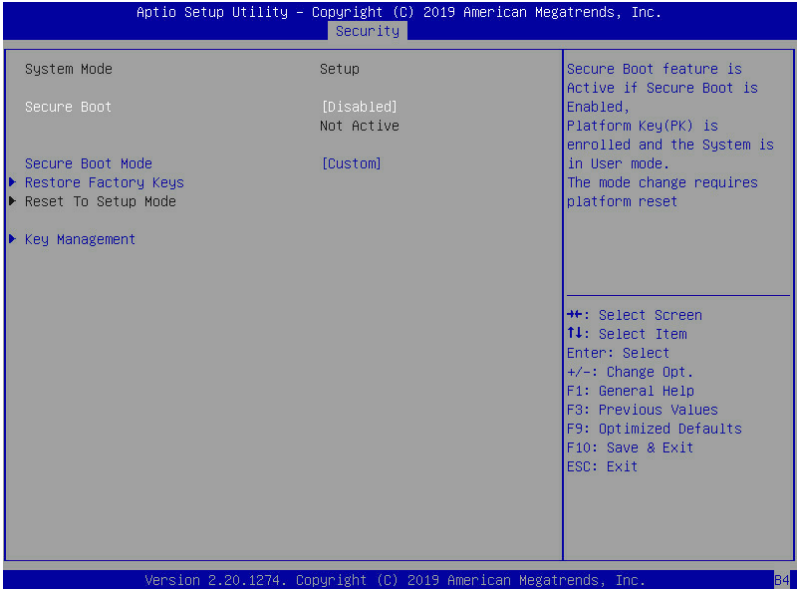 Aptio Setup Utility – Copyright (C) 2019 American Megatrends, Inc.
Security
System Mode Setup
Secure Boot [Disabled]
Not Active
Secure Boot Mode [Custom]
▶ Restore Factory Keys
▶ Reset To Setup Mode
▶ Key Management
Secure Boot feature is
Active if Secure Boot is
Enabled,
Platform Key(PK) is
enrolled and the System is
in User mode.
The mode change requires
platform reset
→←: Select Screen
↑↓: Select Item
Enter: Select
+/-: Change Opt.
F1: General Help
F3: Previous Values
F9: Optimized Defaults
F10: Save & Exit
ESC: Exit
Version 2.20.1274. Copyright (C) 2019 American Megatrends, Inc.
B4